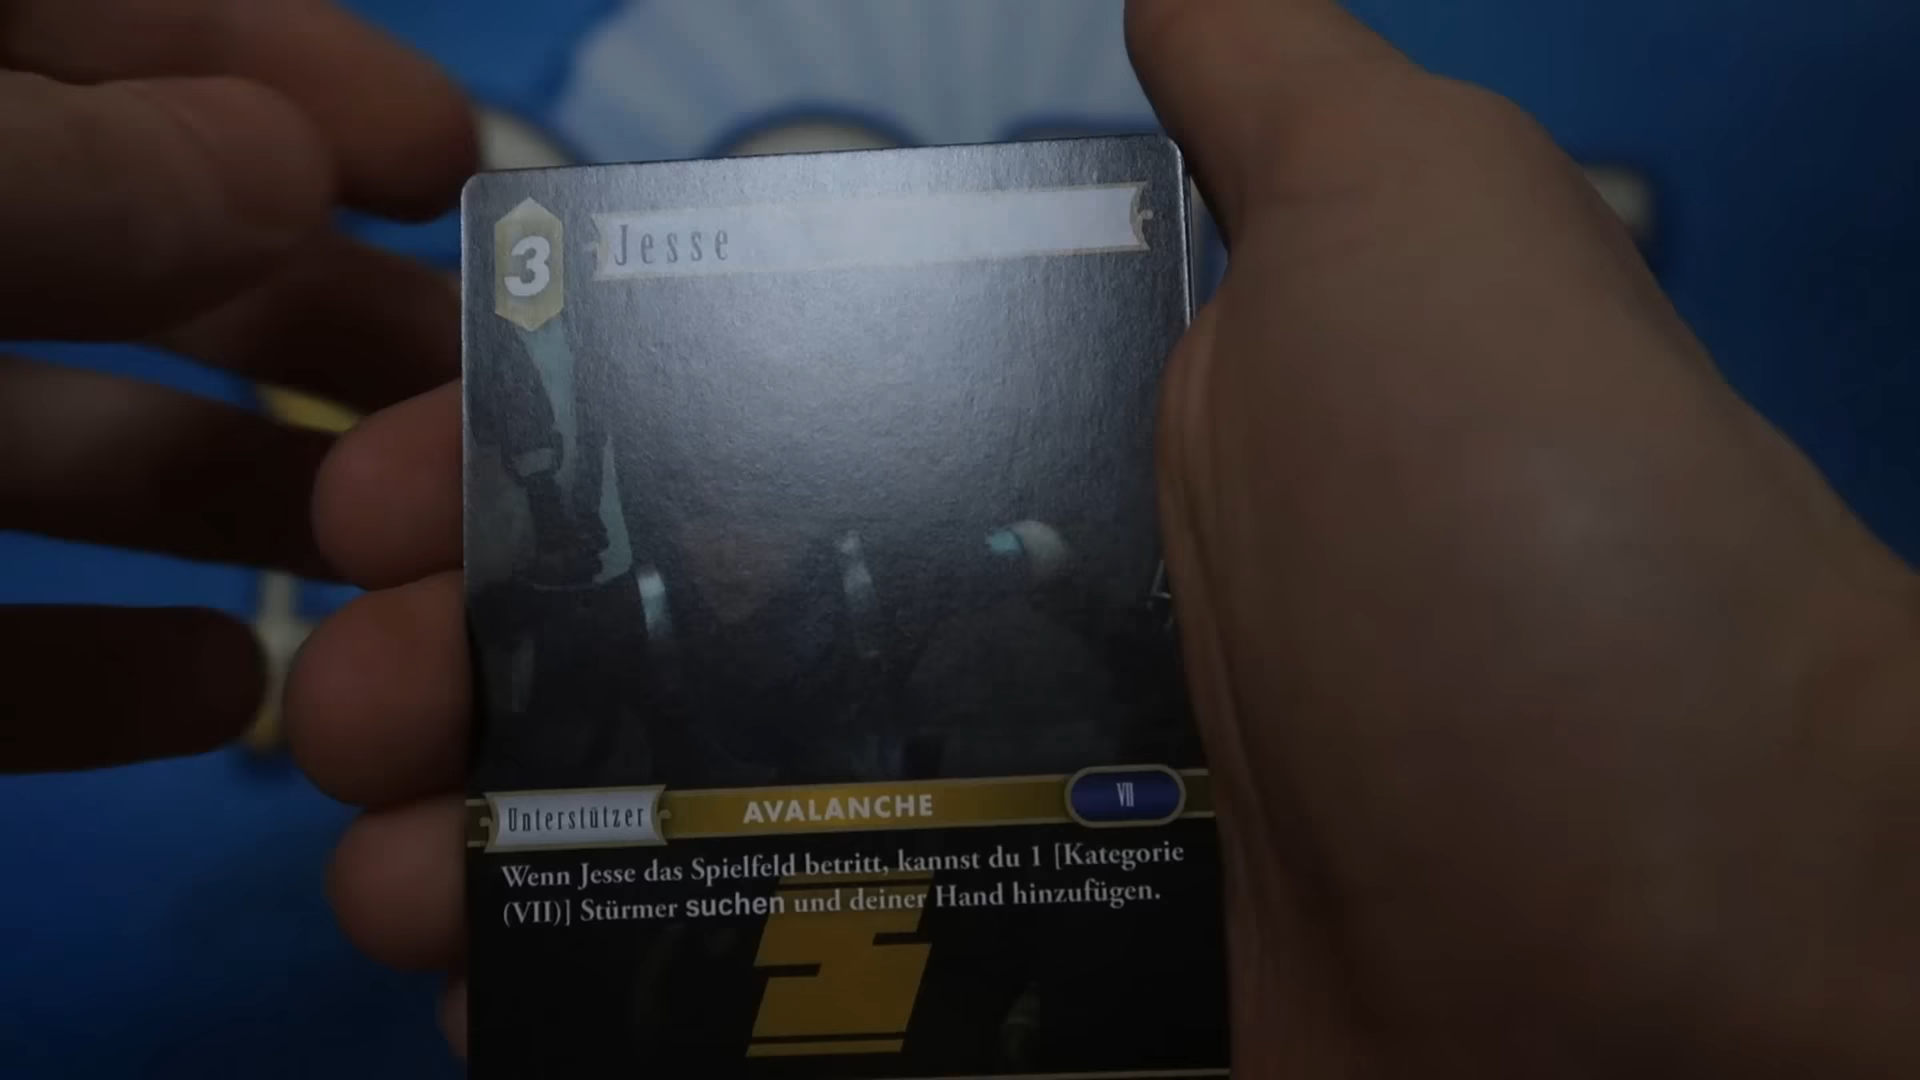 3
Jesse
Unterstützer
AVALANCHE
VII
Wenn Jesse das Spielfeld betritt, kannst du 1 [Kategorie
(VII)] Stürmer suchen und deiner Hand hinzufügen.